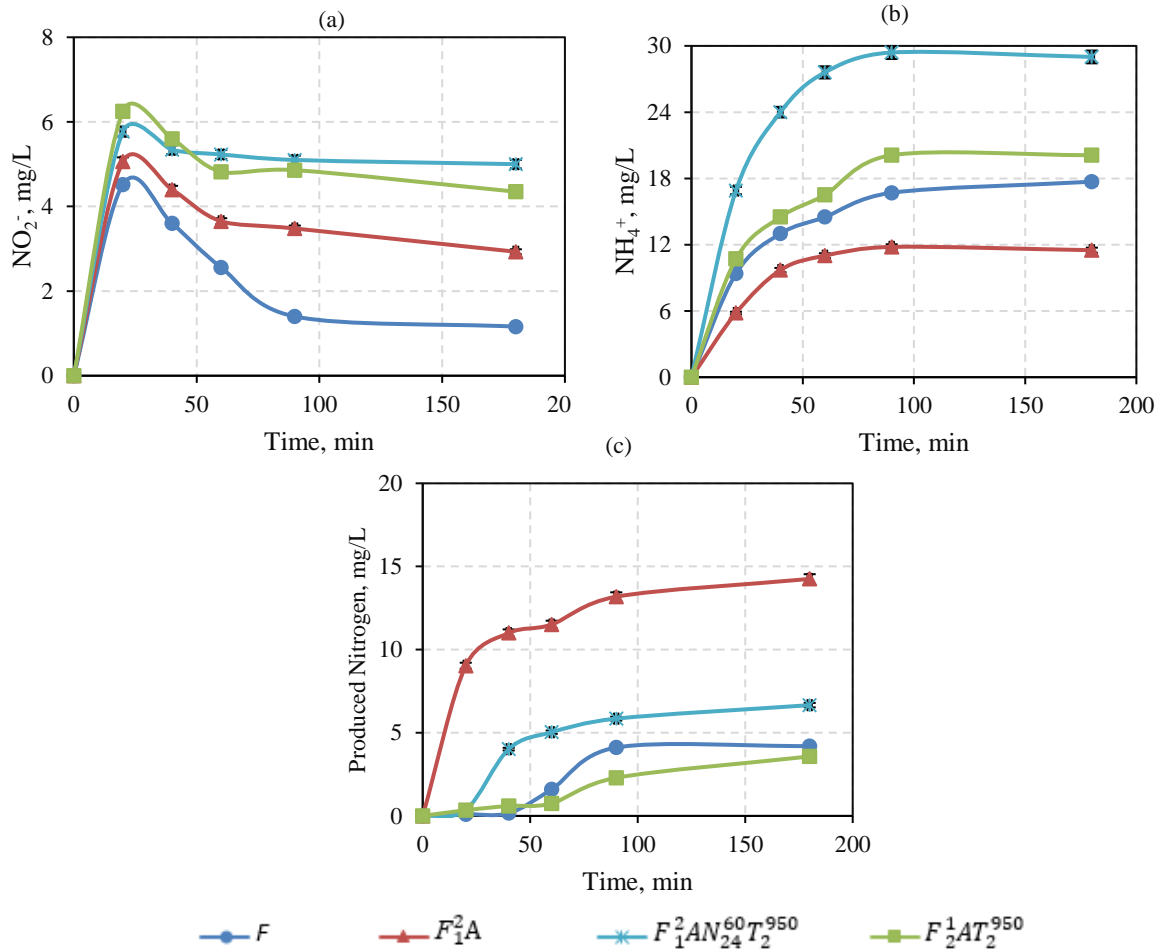 (a)
NO₂⁻, mg/L
8
6
4
2
0
0 50 100 150 20
Time, min
(b)
NH₄⁺, mg/L
30
24
18
12
6
0
0 50 100 150 200
Time, min
(c)
Produced Nitrogen, mg/L
20
15
10
5
0
0 50 100 150 200
Time, min
F F₁²A F₁²AN₂₄⁶⁰T₂⁹⁵⁰ F₂¹AT₂⁹⁵⁰